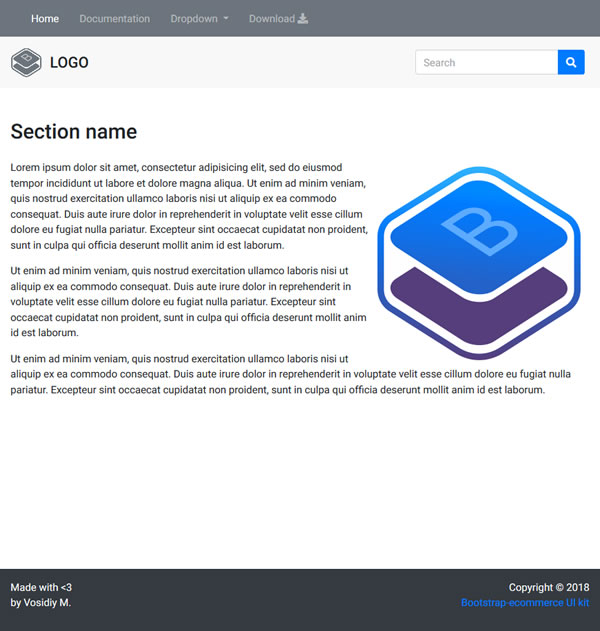 Home Documentation Dropdown Download
LOGO
Search
Section name
Lorem ipsum dolor sit amet, consectetur adipisicing elit, sed do eiusmod
tempor incididunt ut labore et dolore magna aliqua. Ut enim ad minim veniam,
quis nostrud exercitation ullamco laboris nisi ut aliquip ex ea commodo
consequat. Duis aute irure dolor in reprehenderit in voluptate velit esse cillum
dolore eu fugiat nulla pariatur. Excepteur sint occaecat cupidatat non proident,
sunt in culpa qui officia deserunt mollit anim id est laborum.
Ut enim ad minim veniam, quis nostrud exercitation ullamco laboris nisi ut
aliquip ex ea commodo consequat. Duis aute irure dolor in reprehenderit in
voluptate velit esse cillum dolore eu fugiat nulla pariatur. Excepteur sint
occaecat cupidatat non proident, sunt in culpa qui officia deserunt mollit anim
id est laborum.
Ut enim ad minim veniam, quis nostrud exercitation ullamco laboris nisi ut
aliquip ex ea commodo consequat. Duis aute irure dolor in reprehenderit in voluptate velit esse cillum dolore eu fugiat nulla
pariatur. Excepteur sint occaecat cupidatat non proident, sunt in culpa qui officia deserunt mollit anim id est laborum.
B
Made with <3
by Vosidiy M.
Copyright © 2018
Bootstrap-ecommerce UI kit